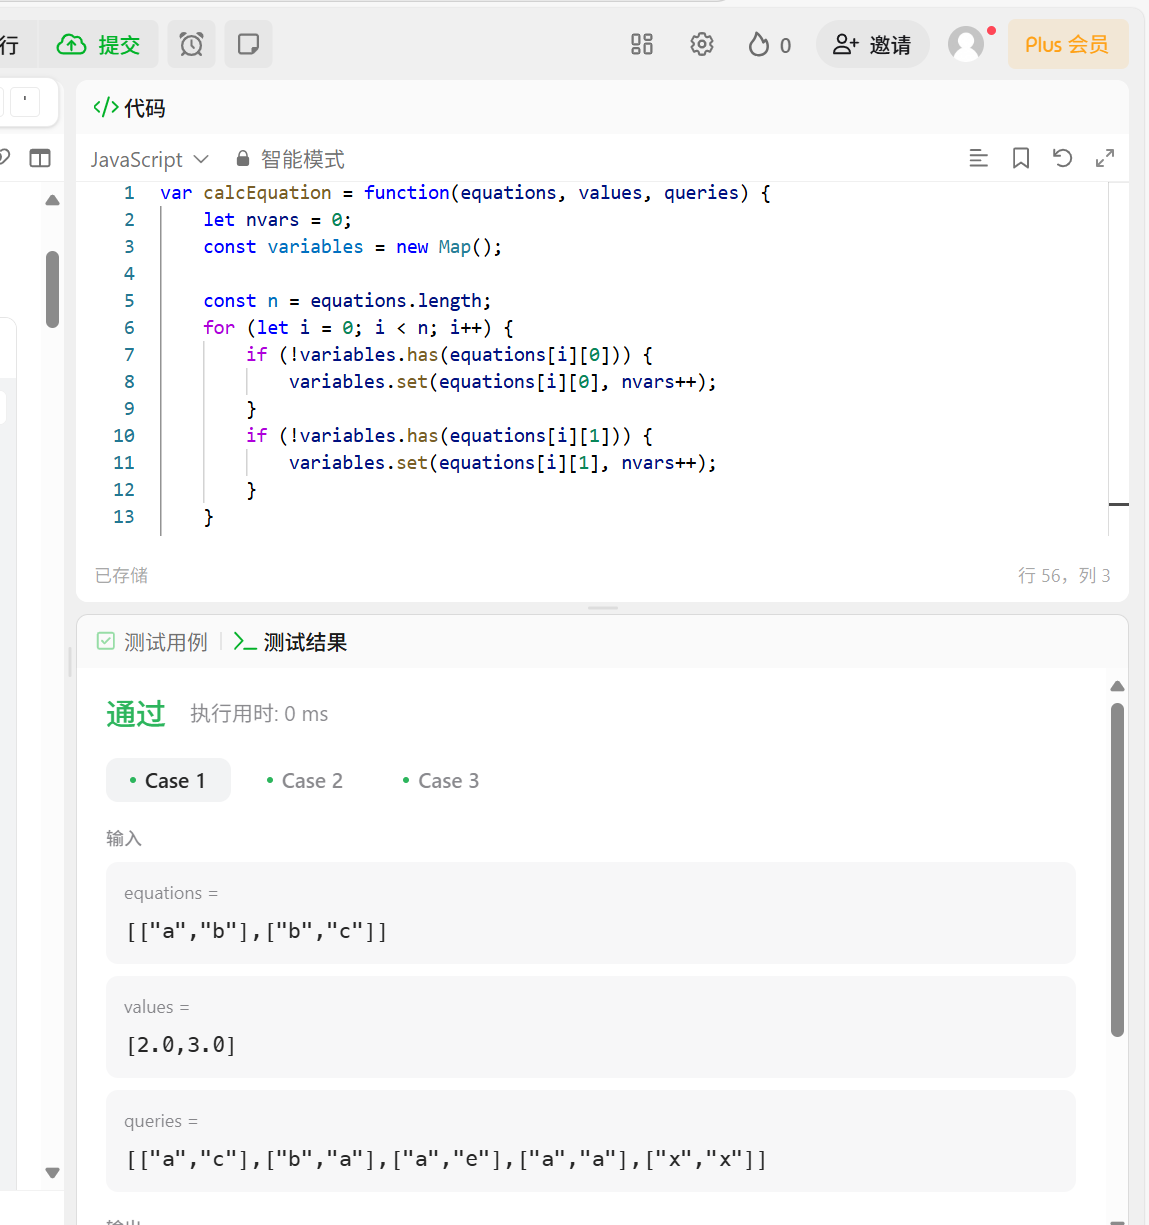 行 提交 0 邀请 Plus 会员
'
</> 代码
JavaScript 智能模式
1 var calcEquation = function(equations, values, queries) {
2     let nvars = 0;
3     const variables = new Map();
4
5     const n = equations.length;
6     for (let i = 0; i < n; i++) {
7         if (!variables.has(equations[i][0])) {
8             variables.set(equations[i][0], nvars++);
9         }
10         if (!variables.has(equations[i][1])) {
11             variables.set(equations[i][1], nvars++);
12         }
13     }
已存储 行 56, 列 3
测试用例 测试结果
通过 执行用时: 0 ms
• Case 1 • Case 2 • Case 3
输入
equations =
[["a","b"],["b","c"]]
values =
[2.0,3.0]
queries =
[["a","c"],["b","a"],["a","e"],["a","a"],["x","x"]]